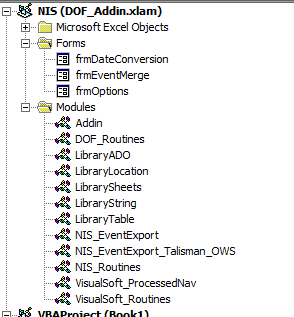 NIS (DOF_Addin.xlam)
Microsoft Excel Objects
Forms
frmDateConversion
frmEventMerge
frmOptions
Modules
Addin
DOF_Routines
LibraryADO
LibraryLocation
LibrarySheets
LibraryString
LibraryTable
NIS_EventExport
NIS_EventExport_Talisman_OWS
NIS_Routines
VisualSoft_ProcessedNav
VisualSoft_Routines
VBAProject (Book1)